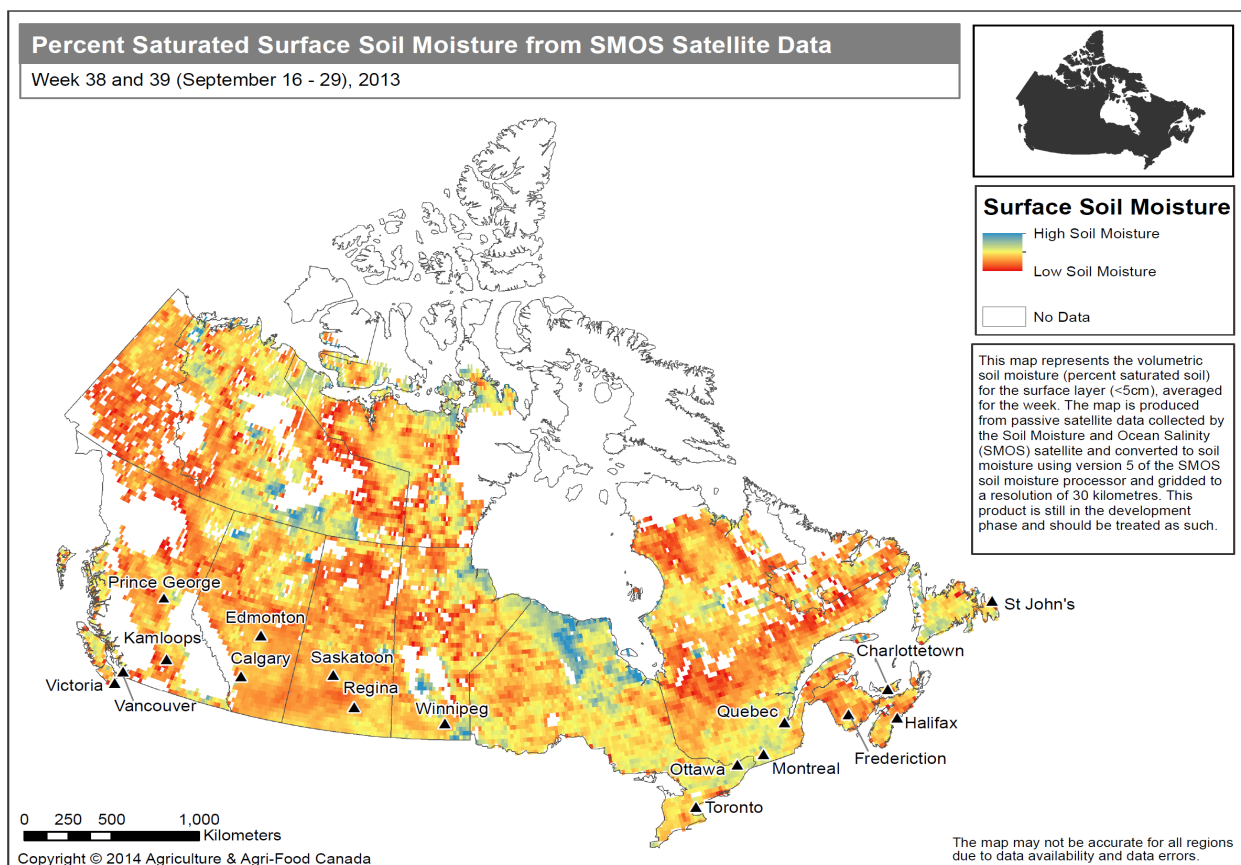 Percent Saturated Surface Soil Moisture from SMOS Satellite Data
Week 38 and 39 (September 16 - 29), 2013
Surface Soil Moisture
High Soil Moisture
Low Soil Moisture
No Data
This map represents the volumetric
soil moisture (percent saturated soil)
for the surface layer (<5cm), averaged
for the week. The map is produced
from passive satellite data collected by
the Soil Moisture and Ocean Salinity
(SMOS) satellite and converted to soil
moisture using version 5 of the SMOS
soil moisture processor and gridded to
a resolution of 30 kilometres. This
product is still in the development
phase and should be treated as such.
Prince George
Edmonton
Kamloops
Calgary
Saskatoon
Victoria
Vancouver
Regina
Winnipeg
St John's
Charlottetown
Quebec
Halifax
Fredericiton
Ottawa
Montreal
Toronto
0 250 500 1,000
Kilometers
Copyright © 2014 Agriculture & Agri-Food Canada
The map may not be accurate for all regions
due to data availability and data errors.